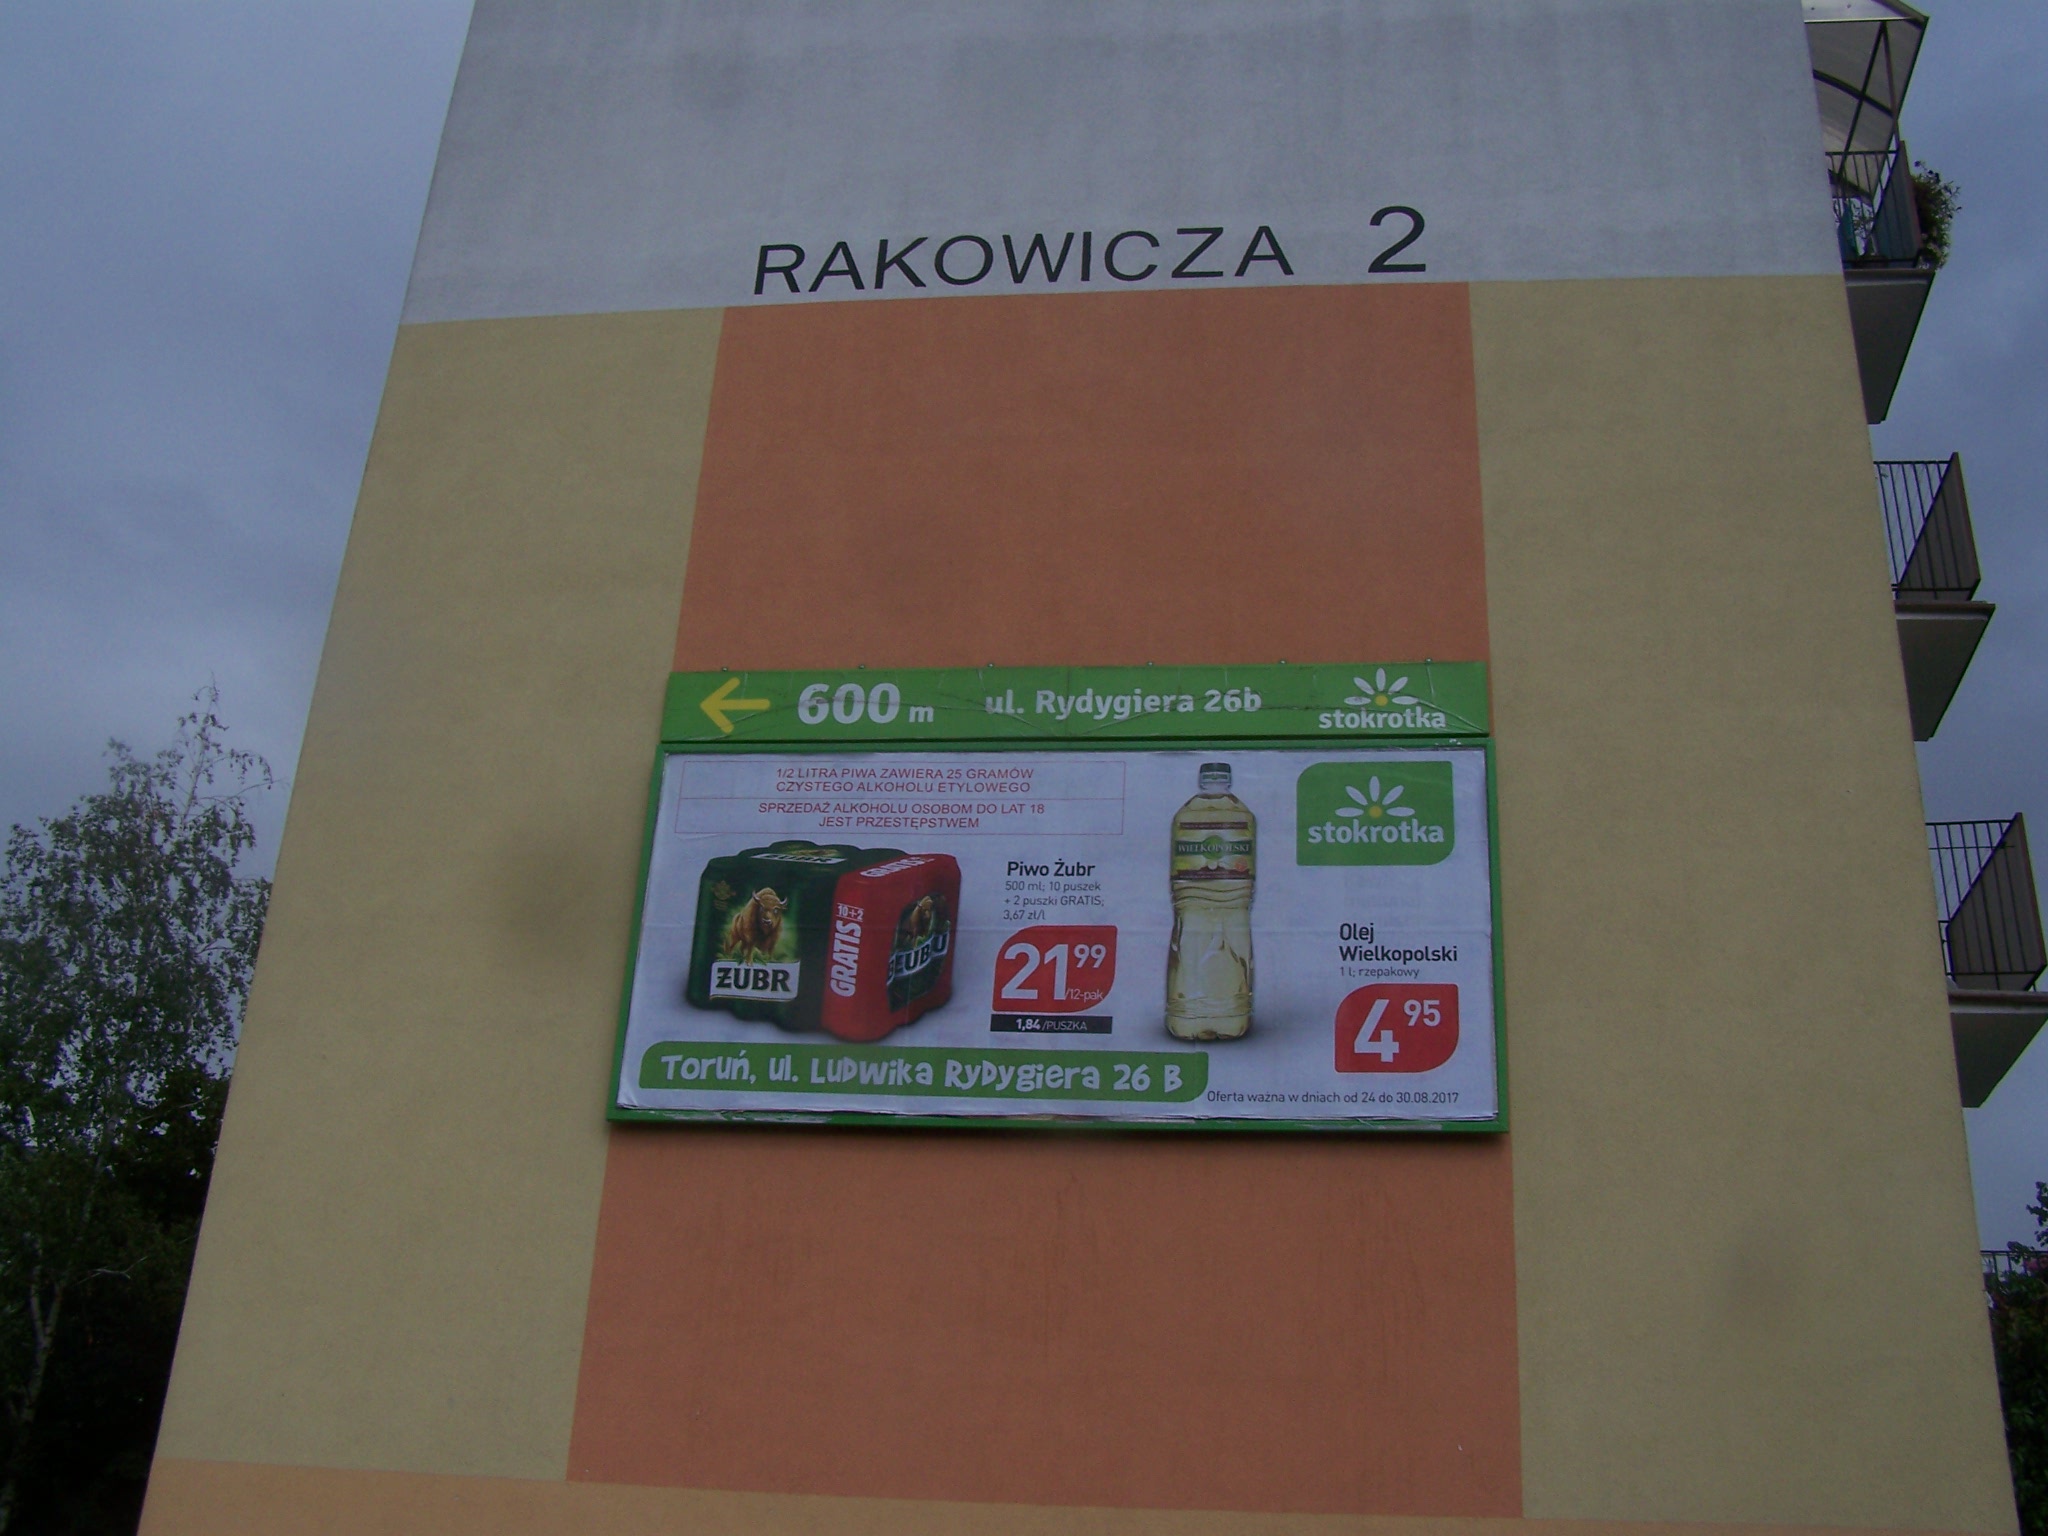 RAKOWICZA 2
600 m ul. Rydygiera 26b stokrotka
1/2 LITRA PIWA ZAWIERA 25 GRAMÓW
CZYSTEGO ALKOHOLU ETYLOWEGO
SPRZEDAŻ ALKOHOLU OSOBOM DO LAT 18
JEST PRZESTĘPSTWEM
stokrotka
ŻUBR
GRATIS
10+2
GRATIS
ŻUBR
ŻUBR
Piwo Żubr
500 ml; 10 puszek
+ 2 puszki GRATIS;
3,67 zł/l
21 99
/12-pak
1,84/PUSZKA
WIELKOPOLSKI
Olej
Wielkopolski
1 l; rzepakowy
4 95
Toruń, ul. Ludwika Rydygiera 26 B
Oferta ważna w dniach od 24 do 30.08.2017